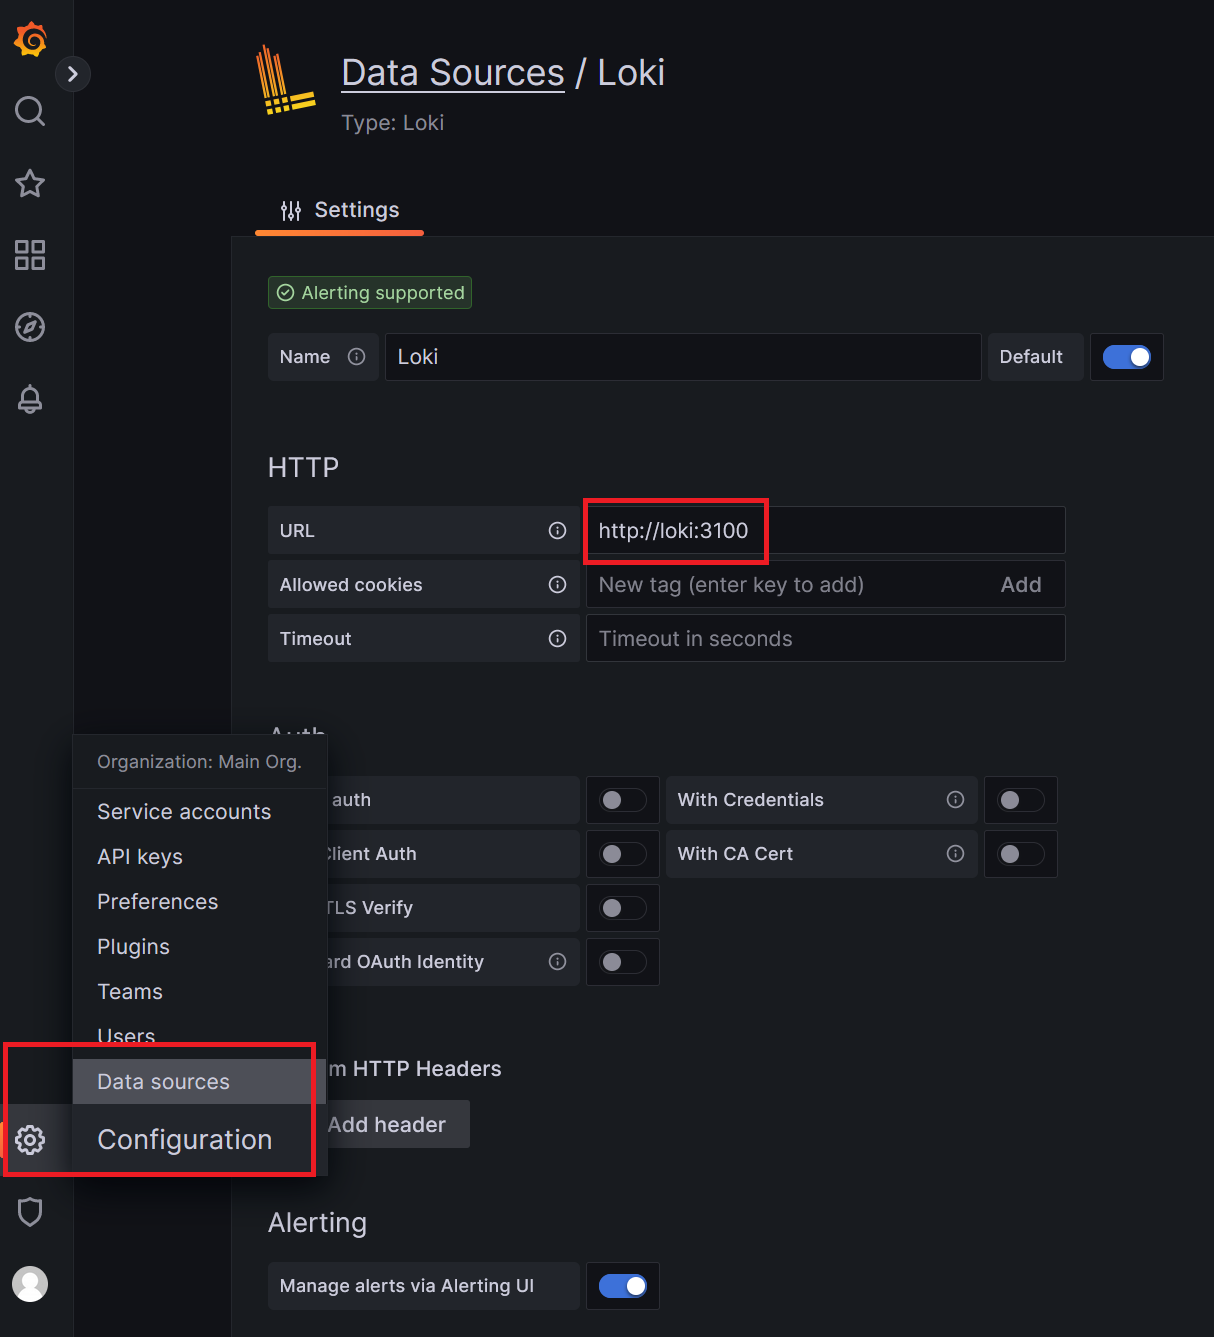 Data Sources / Loki
Type: Loki
Settings
Alerting supported
Name
Loki
Default
HTTP
URL
http://loki:3100
Allowed cookies
New tag (enter key to add)
Add
Timeout
Timeout in seconds
Organization: Main Org.
Service accounts
API keys
Preferences
Plugins
Teams
Users
Data sources
Configuration
auth
With Credentials
Client Auth
With CA Cert
TLS Verify
ard OAuth Identity
m HTTP Headers
Add header
Alerting
Manage alerts via Alerting UI